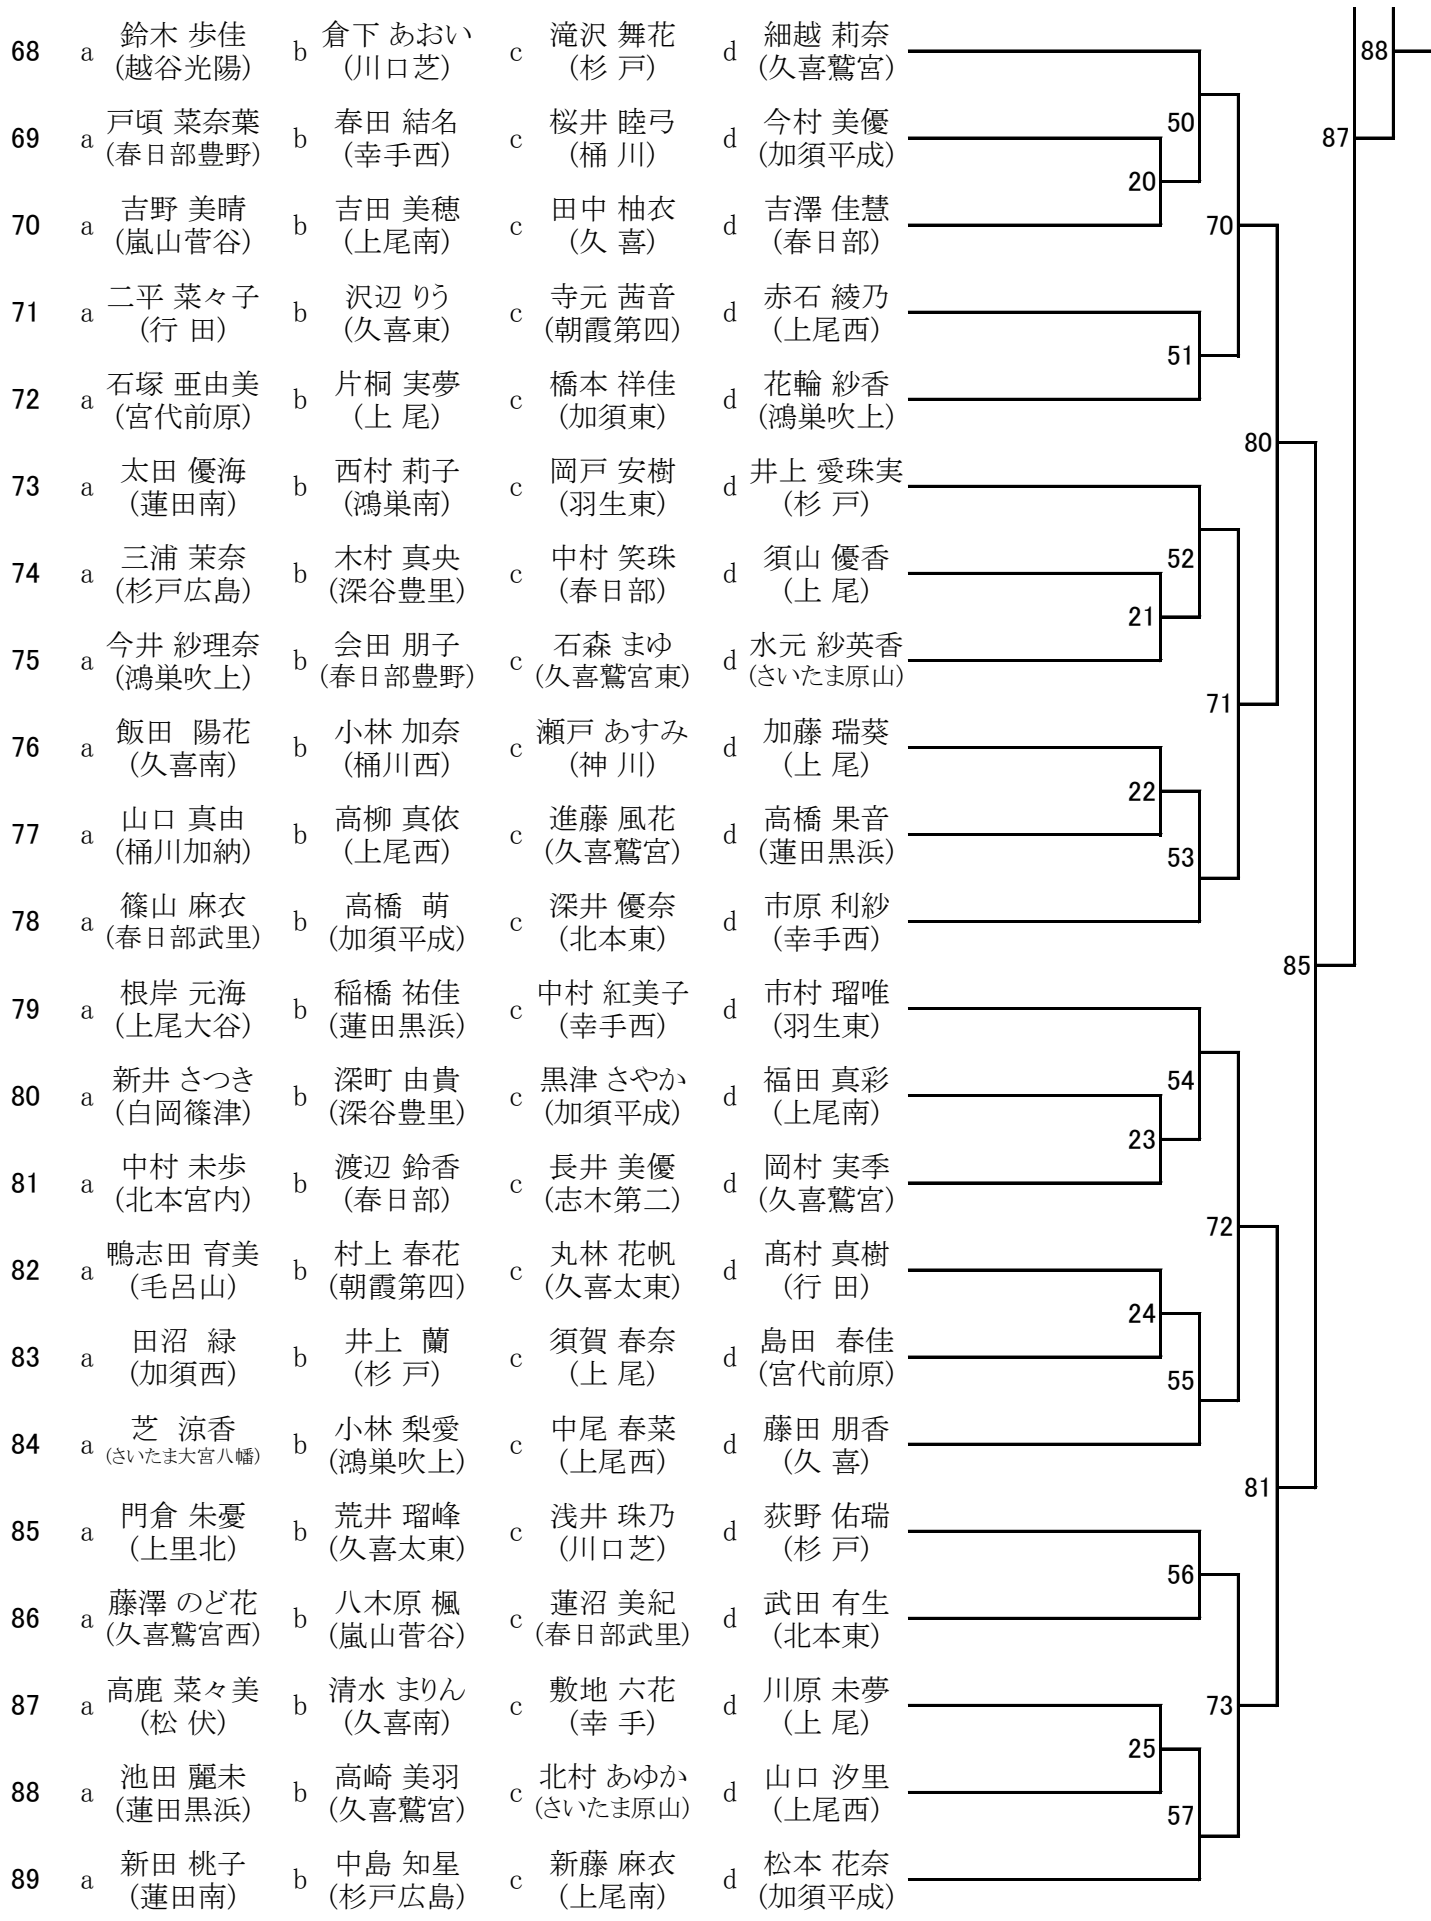 68 a 鈴木 歩佳 b 倉下 あおい c 滝沢 舞花 d 細越 莉奈 88
(越谷光陽) (川口芝) (杉 戸) (久喜鷲宮)
50
69 a 戸頃 菜奈葉 b 春田 結名 c 桜井 睦弓 d 今村 美優 87
(春日部豊野) (幸手西) (桶 川) (加須平成)
20
70 a 吉野 美晴 b 吉田 美穂 c 田中 柚衣 d 吉澤 佳慧 70
(嵐山菅谷) (上尾南) (久 喜) (春日部)
71 a 二平 菜々子 b 沢辺 りう c 寺元 茜音 d 赤石 綾乃
(行 田) (久喜東) (朝霞第四) (上尾西)
51
72 a 石塚 亜由美 b 片桐 実夢 c 橋本 祥佳 d 花輪 紗香
(宮代前原) (上 尾) (加須東) (鴻巣吹上)
80
73 a 太田 優海 b 西村 莉子 c 岡戸 安樹 d 井上 愛珠実
(蓮田南) (鴻巣南) (羽生東) (杉 戸)
52
74 a 三浦 茉奈 b 木村 真央 c 中村 笑珠 d 須山 優香
(杉戸広島) (深谷豊里) (春日部) (上 尾)
21
75 a 今井 紗理奈 b 会田 朋子 c 石森 まゆ d 水元 紗英香
(鴻巣吹上) (春日部豊野) (久喜鷲宮東) (さいたま原山)
71
76 a 飯田 陽花 b 小林 加奈 c 瀬戸 あすみ d 加藤 瑞葵
(久喜南) (桶川西) (神 川) (上 尾)
22
77 a 山口 真由 b 高柳 真依 c 進藤 風花 d 高橋 果音
(桶川加納) (上尾西) (久喜鷲宮) (蓮田黒浜)
53
78 a 篠山 麻衣 b 高橋 萌 c 深井 優奈 d 市原 利紗
(春日部武里) (加須平成) (北本東) (幸手西)
85
79 a 根岸 元海 b 稲橋 祐佳 c 中村 紅美子 d 市村 瑠唯
(上尾大谷) (蓮田黒浜) (幸手西) (羽生東)
54
80 a 新井 さつき b 深町 由貴 c 黒津 さやか d 福田 真彩
(白岡篠津) (深谷豊里) (加須平成) (上尾南)
23
81 a 中村 未歩 b 渡辺 鈴香 c 長井 美優 d 岡村 実季
(北本宮内) (春日部) (志木第二) (久喜鷲宮)
72
82 a 鴨志田 育美 b 村上 春花 c 丸林 花帆 d 髙村 真樹
(毛呂山) (朝霞第四) (久喜太東) (行 田)
24
83 a 田沼 緑 b 井上 蘭 c 須賀 春奈 d 島田 春佳
(加須西) (杉 戸) (上 尾) (宮代前原)
55
84 a 芝 涼香 b 小林 梨愛 c 中尾 春菜 d 藤田 朋香
(さいたま大宮八幡) (鴻巣吹上) (上尾西) (久 喜)
81
85 a 門倉 朱憂 b 荒井 瑠峰 c 浅井 珠乃 d 荻野 佑瑞
(上里北) (久喜太東) (川口芝) (杉 戸)
56
86 a 藤澤 のど花 b 八木原 楓 c 蓮沼 美紀 d 武田 有生
(久喜鷲宮西) (嵐山菅谷) (春日部武里) (北本東)
87 a 高鹿 菜々美 b 清水 まりん c 敷地 六花 d 川原 未夢 73
(松 伏) (久喜南) (幸 手) (上 尾)
25
88 a 池田 麗未 b 高崎 美羽 c 北村 あゆか d 山口 汐里
(蓮田黒浜) (久喜鷲宮) (さいたま原山) (上尾西)
57
89 a 新田 桃子 b 中島 知星 c 新藤 麻衣 d 松本 花奈
(蓮田南) (杉戸広島) (上尾南) (加須平成)